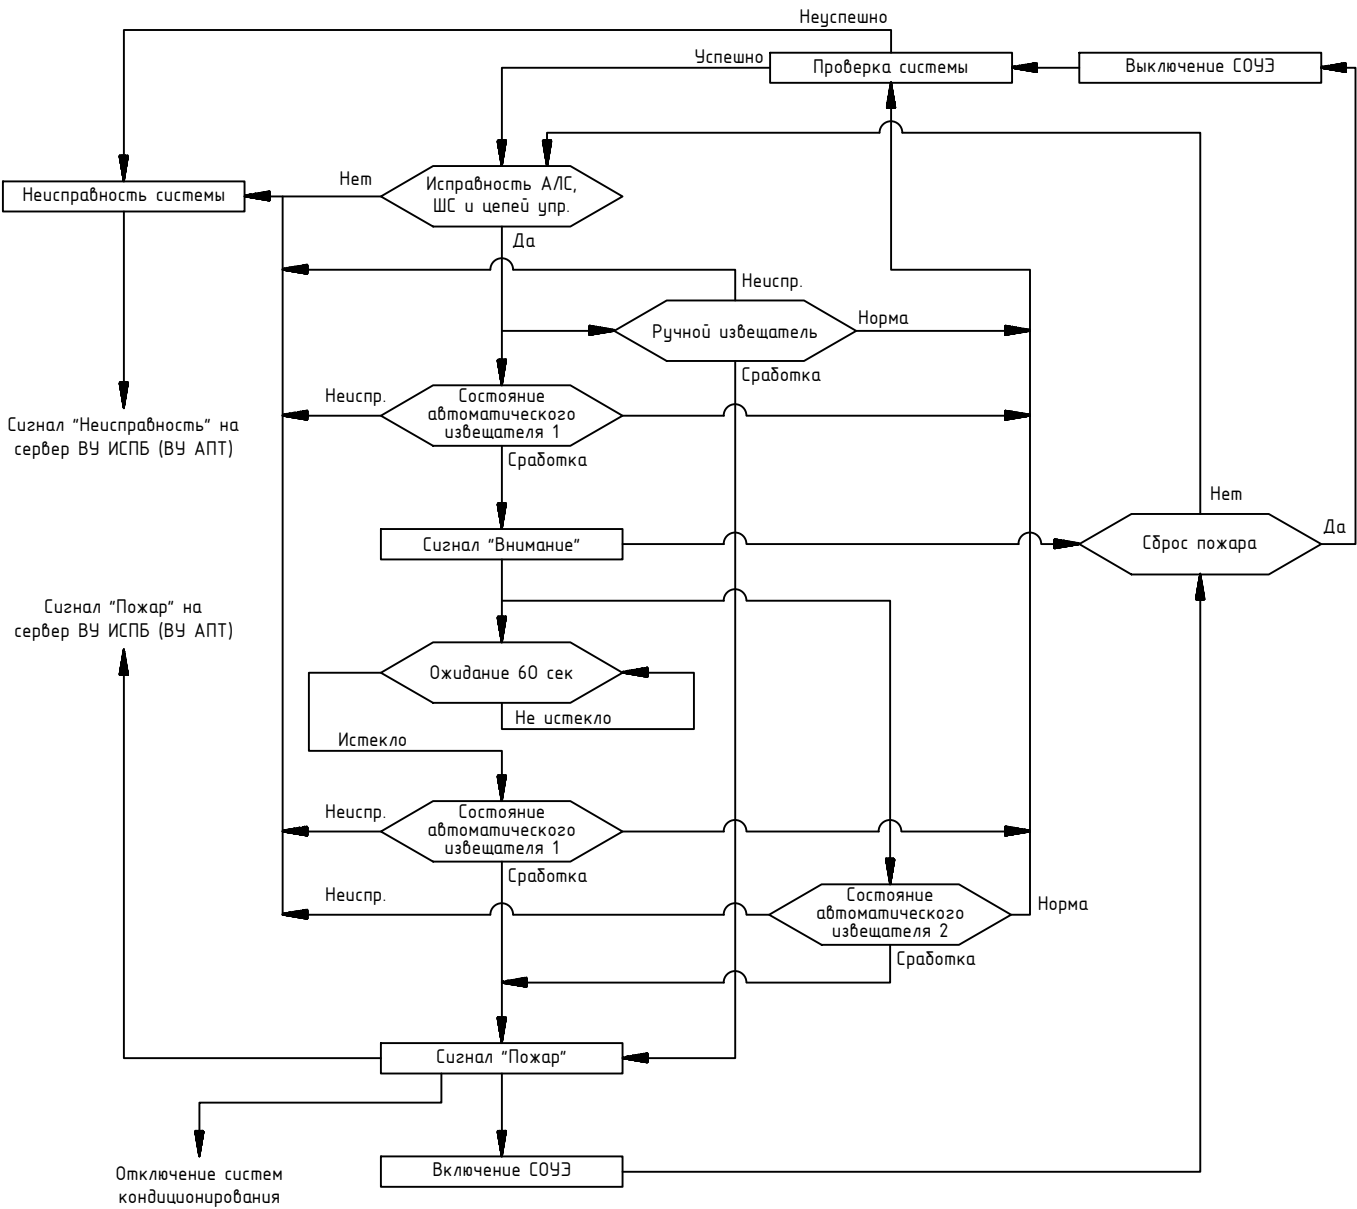 Неуспешно
Успешно
Проверка системы
Выключение СОУЭ
Нет
Исправность АЛС,
ШС и цепей упр.
Неисправность системы
Да
Неиспр.
Ручной извещатель
Норма
Сработка
Неиспр.
Состояние
автоматического
извещателя 1
Сработка
Сигнал "Неисправность" на
сервер ВУ ИСПБ (ВУ АПТ)
Нет
Сигнал "Внимание"
Сброс пожара
Да
Сигнал "Пожар" на
сервер ВУ ИСПБ (ВУ АПТ)
Ожидание 60 сек
Не истекло
Истекло
Неиспр.
Состояние
автоматического
извещателя 1
Сработка
Неиспр.
Состояние
автоматического
извещателя 2
Норма
Сработка
Сигнал "Пожар"
Включение СОУЭ
Отключение систем
кондиционирования